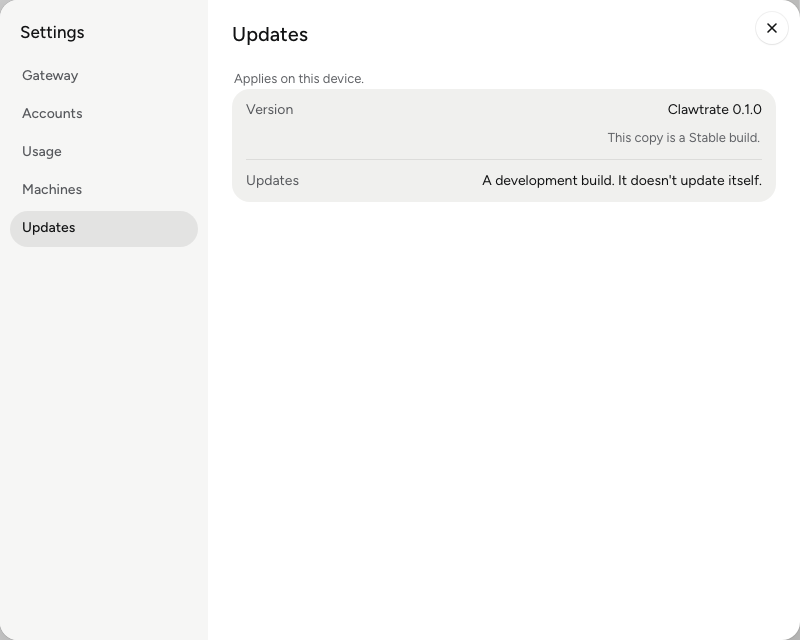 Settings
Gateway
Accounts
Usage
Machines
Updates
Updates
Applies on this device.
Version
Clawtrate 0.1.0
This copy is a Stable build.
Updates
A development build. It doesn't update itself.